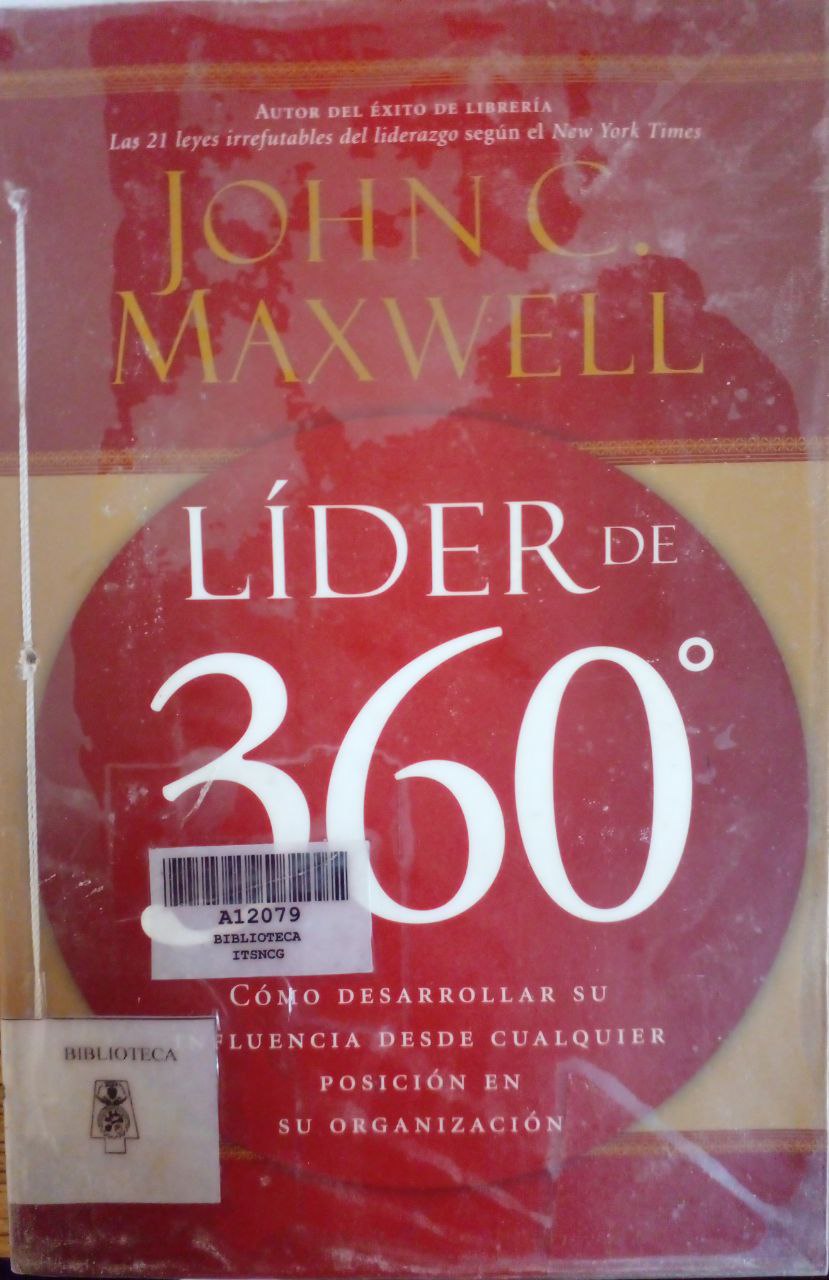 AUTOR DEL ÉXITO DE LIBRERÍA
Las 21 leyes irrefutables del liderazgo según el New York Times
JOHN C.
MAXWELL
LÍDER DE
360°
A12079
BIBLIOTECA
ITSNCG
CÓMO DESARROLLAR SU
INFLUENCIA DESDE CUALQUIER
POSICIÓN EN
SU ORGANIZACIÓN
BIBLIOTECA